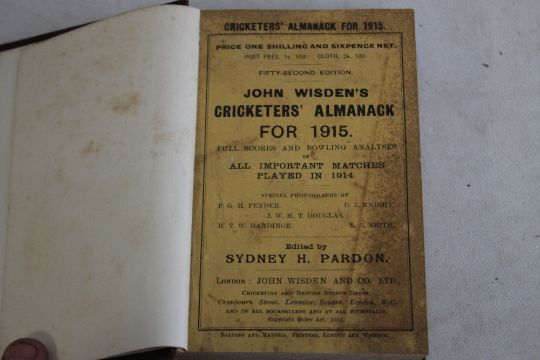 CRICKETERS' ALMANACK FOR 1915.
PRICE ONE SHILLING AND SIXPENCE NET.
POST FREE, 1s. 10d. CLOTH, 2s. 10d.
FIFTY-SECOND EDITION.
JOHN WISDEN'S
CRICKETERS' ALMANACK
FOR 1915.
FULL SCORES AND BOWLING ANALYSES
OF
ALL IMPORTANT MATCHES
PLAYED IN 1914
SPECIAL PHOTOGRAPHS OF
P. G. H. FENDER. D. J. KNIGHT.
J. W. H. T. DOUGLAS.
H. T. W. HARDINGE. SMITH.
Edited by
SYDNEY H. PARDON.
LONDON: JOHN WISDEN AND CO. LTD.,
CRICKETING AND BRITISH SPORTS DEPOT,
Cranbourn Street, Leicester Square, London, W.C.
AND OF ALL BOOKSELLERS AND AT ALL BOOKSTALLS.
Copyright under Act, 1911.
BALDING AND MANSELL, PRINTERS, LONDON AND WISBECH.